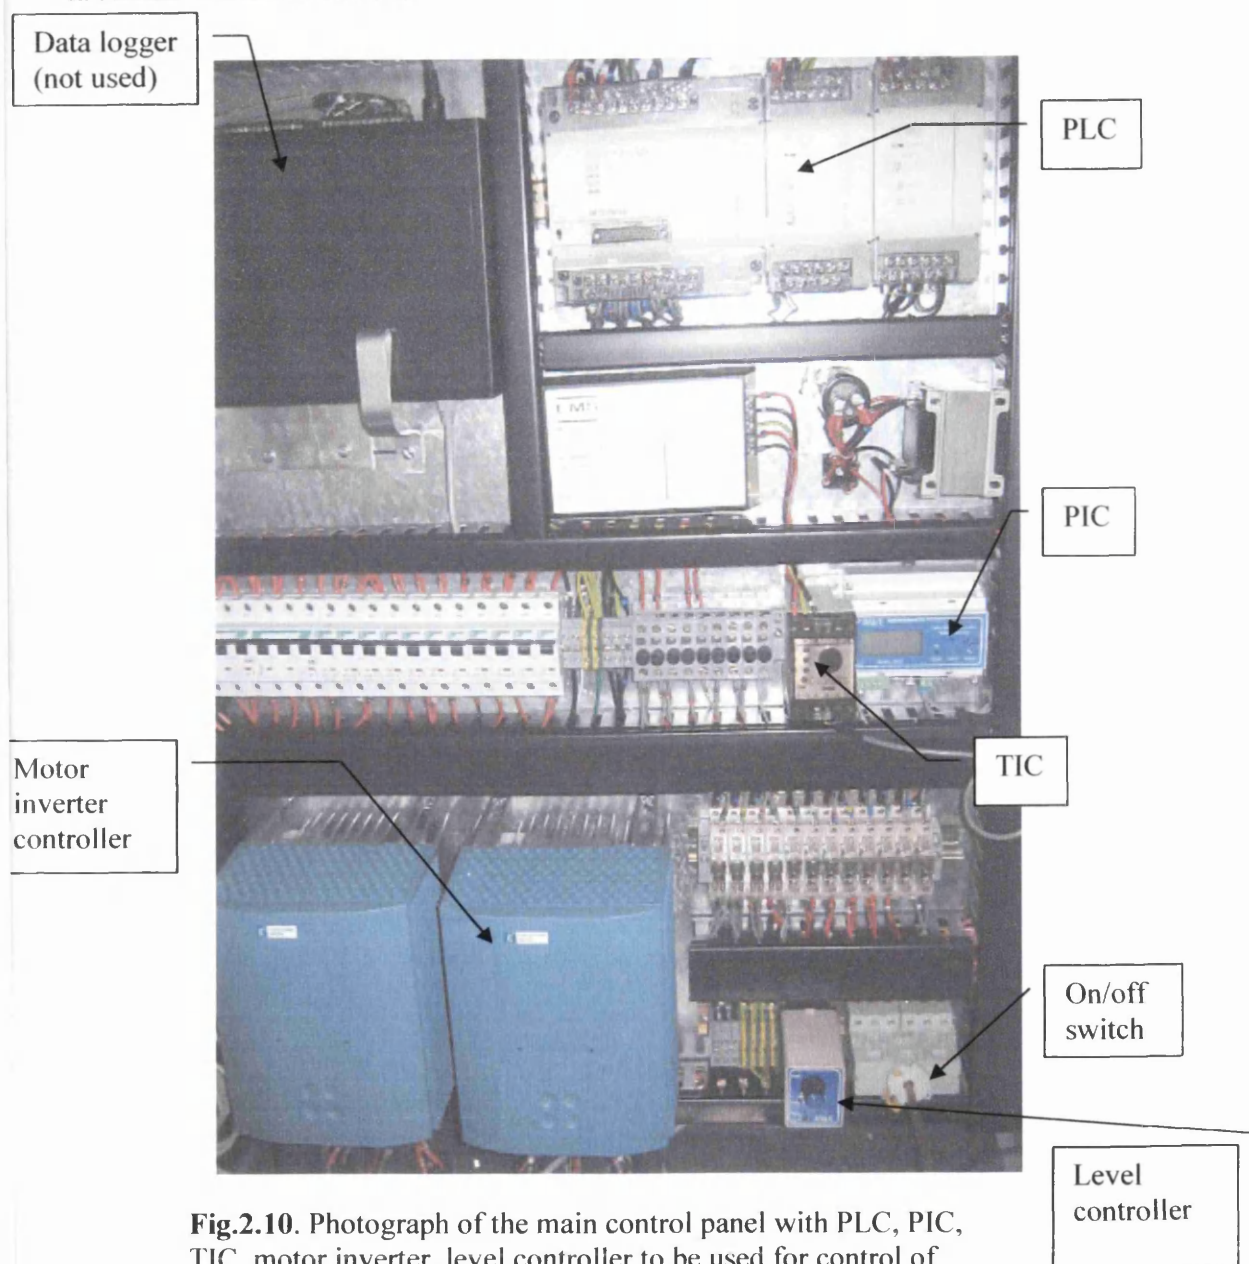 Data logger
(not used)
PLC
PIC
TIC
Motor
inverter
controller
On/off
switch
Level
controller
EMS
Fig.2.10. Photograph of the main control panel with PLC, PIC,
TIC, motor inverter, level controller to be used for control of